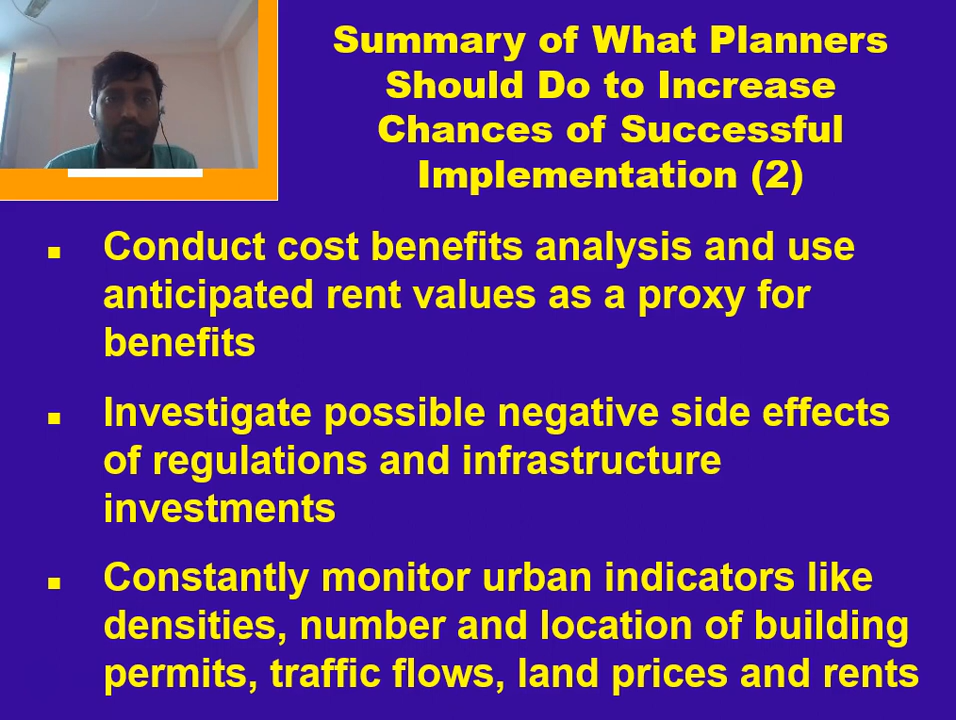 Summary of What Planners
Should Do to Increase
Chances of Successful
Implementation (2)
Conduct cost benefits analysis and use
anticipated rent values as a proxy for
benefits
Investigate possible negative side effects
of regulations and infrastructure
investments
Constantly monitor urban indicators like
densities, number and location of building
permits, traffic flows, land prices and rents